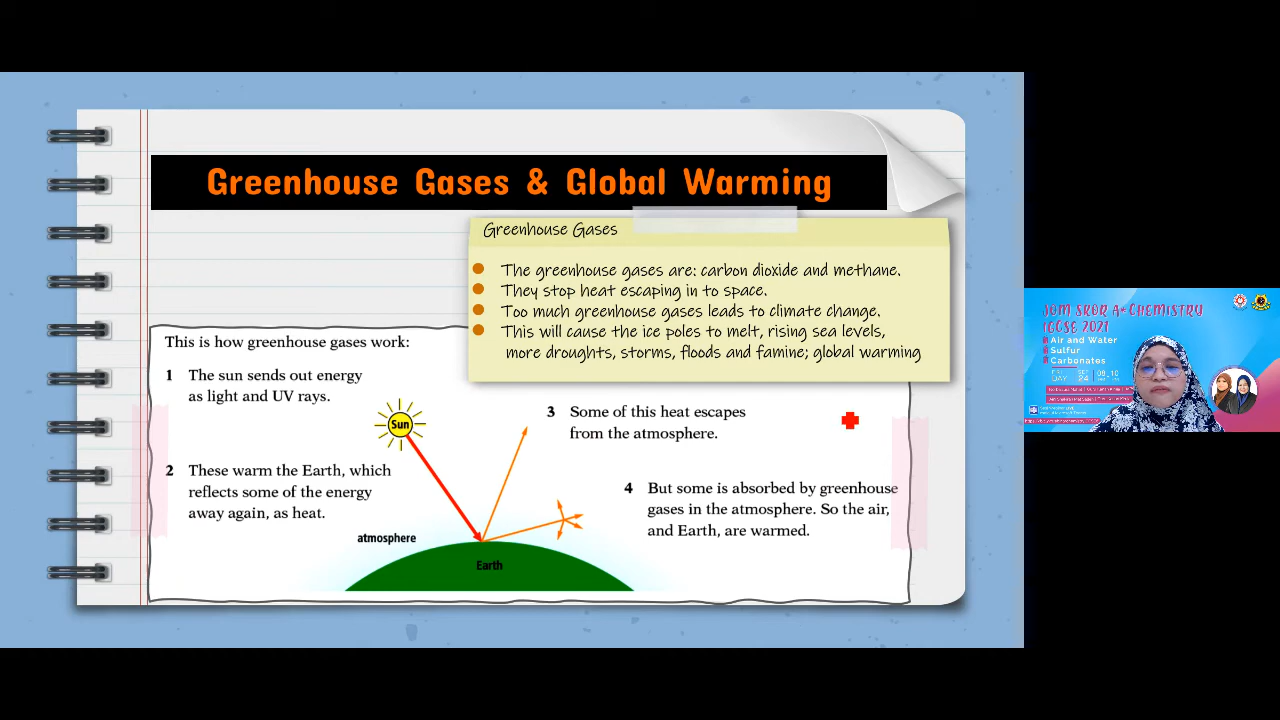 Greenhouse Gases & Global Warming
Greenhouse Gases
The greenhouse gases are: carbon dioxide and methane.
They stop heat escaping in to space.
Too much greenhouse gases leads to climate change.
This will cause the ice poles to melt, rising sea levels,
more droughts, storms, floods and famine; global warming
This is how greenhouse gases work:
1 The sun sends out energy
as light and UV rays.
Sun
2 These warm the Earth, which
reflects some of the energy
away again, as heat.
3 Some of this heat escapes
from the atmosphere.
4 But some is absorbed by greenhouse
gases in the atmosphere. So the air,
and Earth, are warmed.
atmosphere
Earth
JOM SKOR A* CHEMISTRY
IGCSE 2021
Air and Water
Sulfur
Carbonates
FRI
DAY
SEP
24
08 10